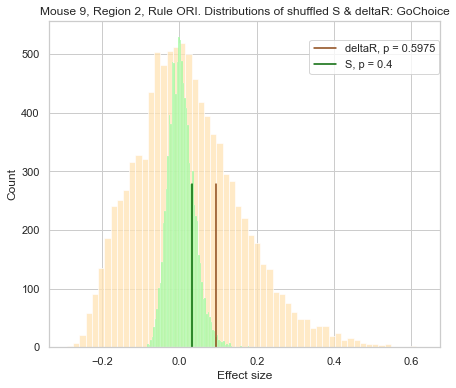 Mouse 9, Region 2, Rule ORI. Distributions of shuffled S & deltaR: GoChoice
deltaR, p = 0.5975
S, p = 0.4
500
400
300
200
100
0
Count
−0.2 0.0 0.2 0.4 0.6
Effect size